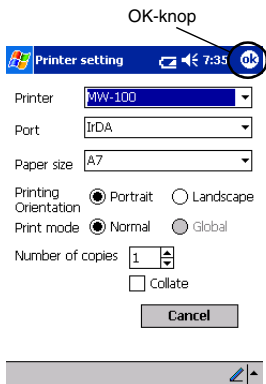 OK-knop
Printer setting 7:35 ok
Printer MW-100
Port IrDA
Paper size A7
Printing Orientation Portrait Landscape
Print mode Normal Global
Number of copies 1
Collate
Cancel